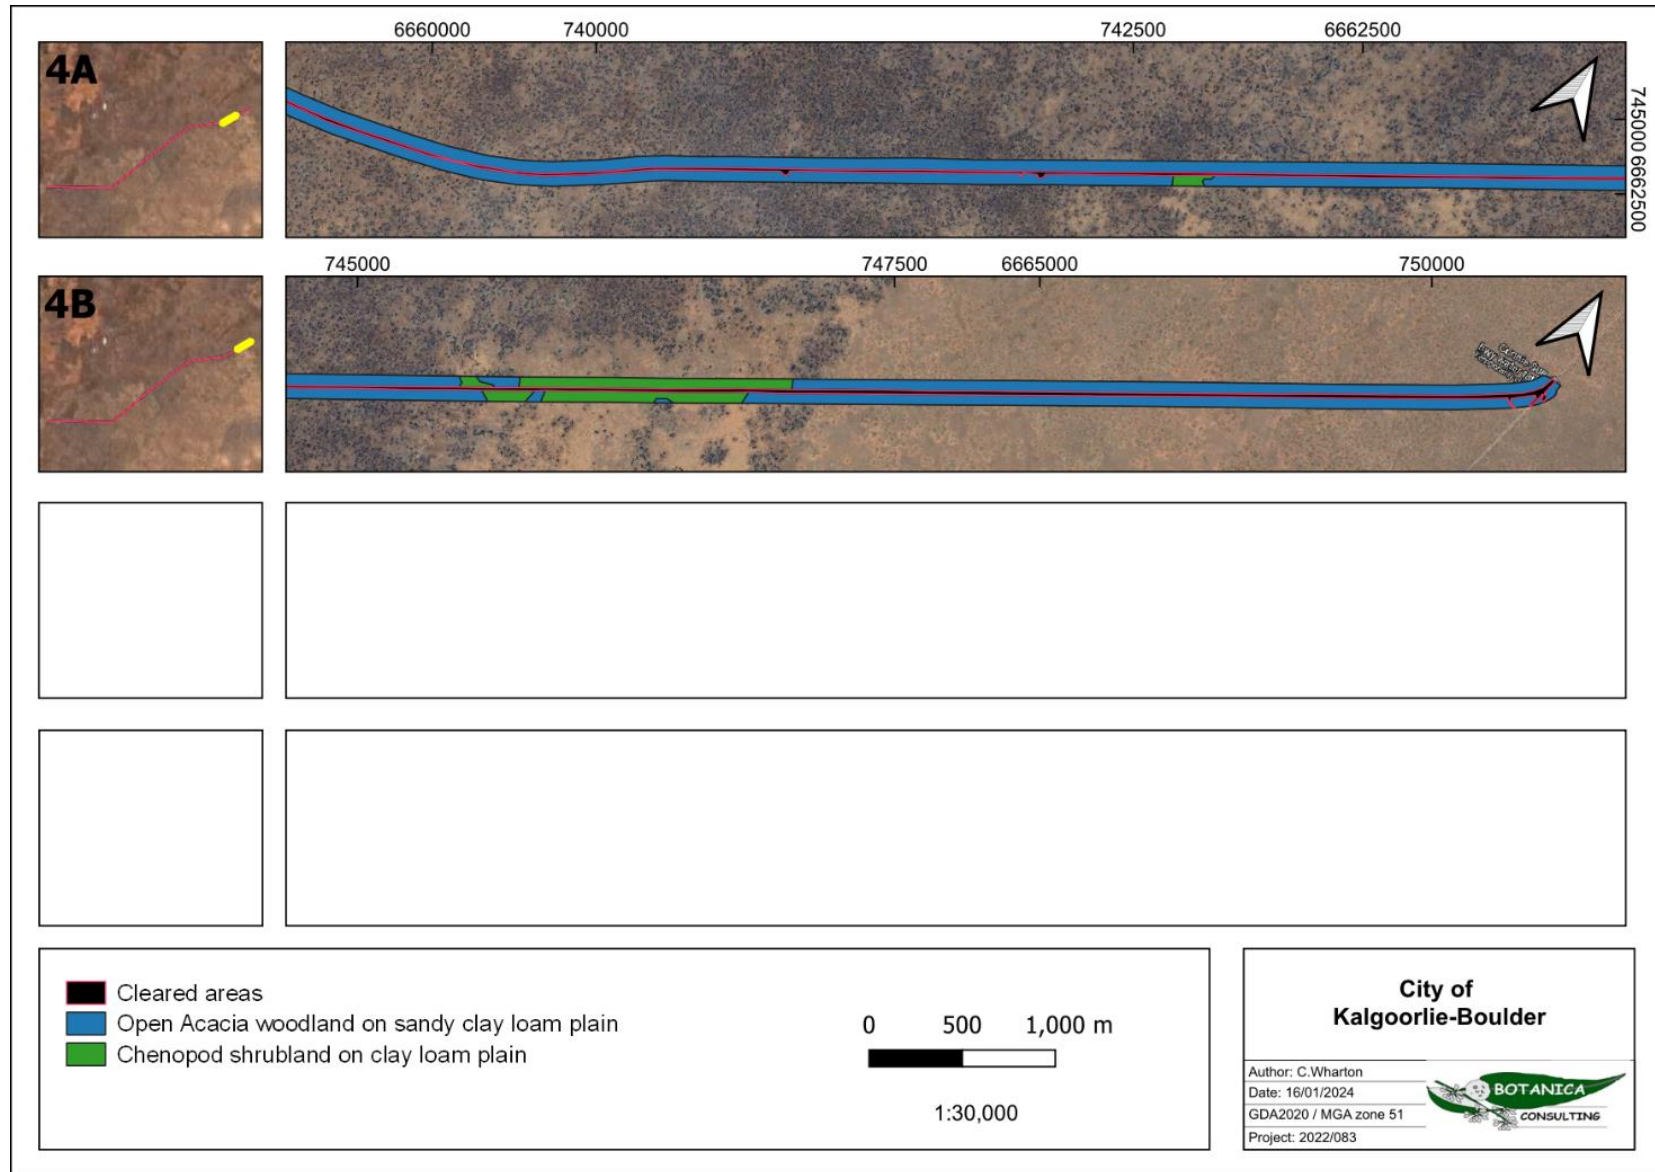 6660000 740000 742500 6662500
4A
745000 6662500
745000 747500 6665000 750000
4B
Cleared areas
Open Acacia woodland on sandy clay loam plain
Chenopod shrubland on clay loam plain
0 500 1,000 m
1:30,000
City of
Kalgoorlie-Boulder
Author: C.Wharton
Date: 16/01/2024
GDA2020 / MGA zone 51
Project: 2022/083
BOTANICA
CONSULTING